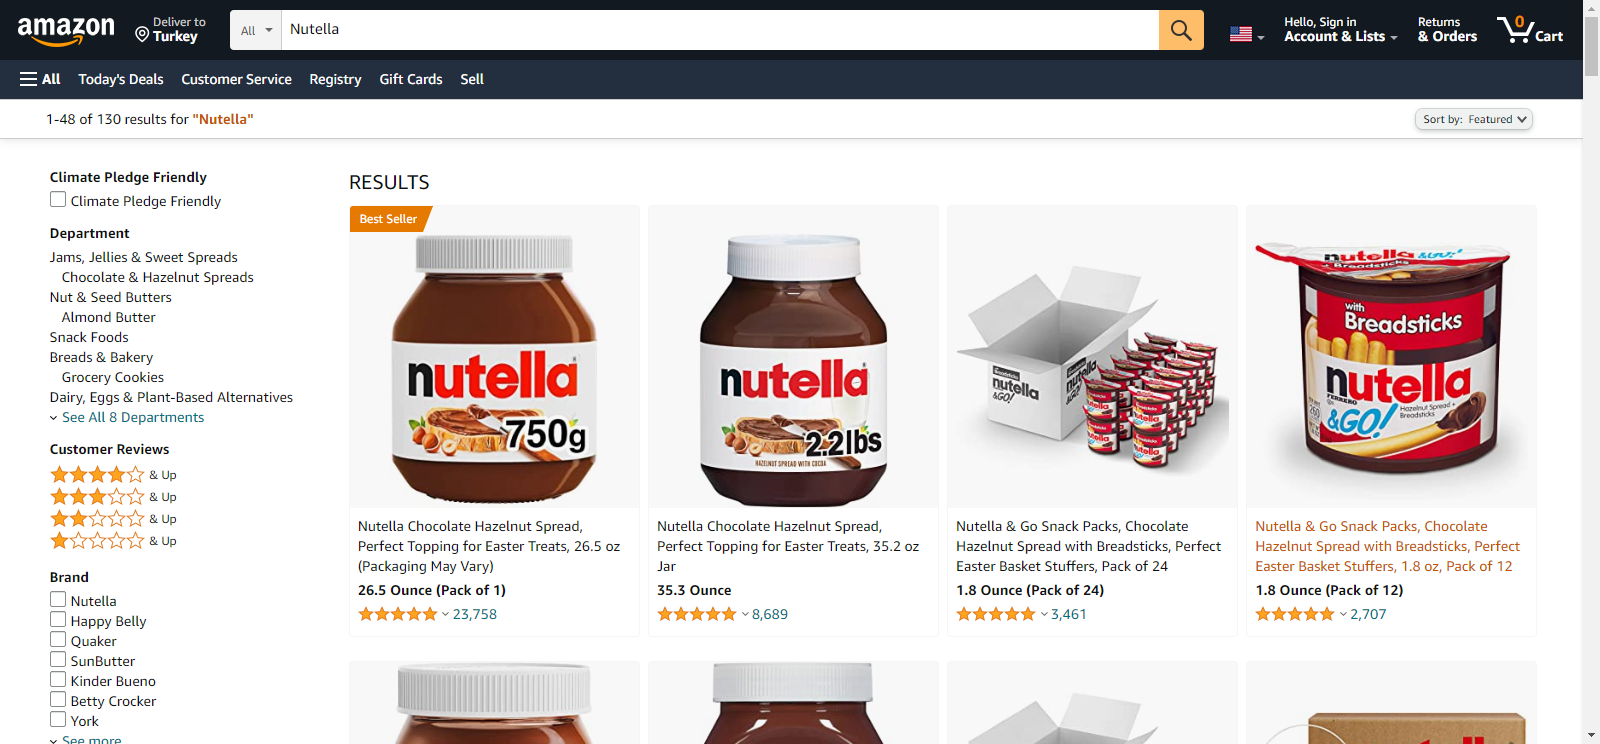 amazon
Deliver to
Turkey
All
Nutella
Hello, Sign in
Account & Lists
Returns
& Orders
0
Cart
All
Today's Deals
Customer Service
Registry
Gift Cards
Sell
1-48 of 130 results for "Nutella"
Sort by: Featured
Climate Pledge Friendly
Climate Pledge Friendly
Department
Jams, Jellies & Sweet Spreads
Chocolate & Hazelnut Spreads
Nut & Seed Butters
Almond Butter
Snack Foods
Breads & Bakery
Grocery Cookies
Dairy, Eggs & Plant-Based Alternatives
See All 8 Departments
Customer Reviews
& Up
& Up
& Up
& Up
Brand
Nutella
Happy Belly
Quaker
SunButter
Kinder Bueno
Betty Crocker
York
See more
RESULTS
Best Seller
nutella
750g
Nutella Chocolate Hazelnut Spread,
Perfect Topping for Easter Treats, 26.5 oz
(Packaging May Vary)
26.5 Ounce (Pack of 1)
23,758
nutella
2.2lbs
HAZELNUT SPREAD WITH COCOA
Nutella Chocolate Hazelnut Spread,
Perfect Topping for Easter Treats, 35.2 oz
Jar
35.3 Ounce
8,689
Breadsticks
nutella
&GO!
Nutella & Go Snack Packs, Chocolate
Hazelnut Spread with Breadsticks, Perfect
Easter Basket Stuffers, Pack of 24
1.8 Ounce (Pack of 24)
3,461
nutella &GO!
with
Breadsticks
nutella
FERRERO
&GO!
Hazelnut Spread +
Breadsticks
Nutella & Go Snack Packs, Chocolate
Hazelnut Spread with Breadsticks, Perfect
Easter Basket Stuffers, 1.8 oz, Pack of 12
1.8 Ounce (Pack of 12)
2,707